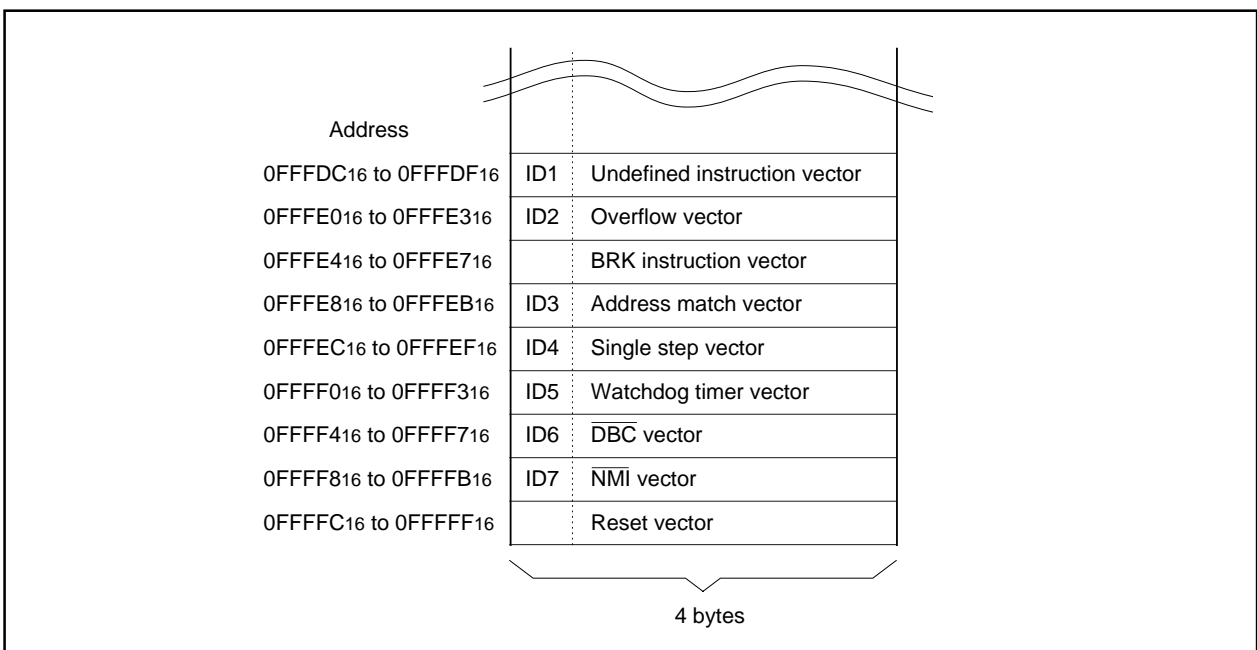 Address
0FFFDC16 to 0FFFDF16 ID1 Undefined instruction vector
0FFFE016 to 0FFFE316 ID2 Overflow vector
0FFFE416 to 0FFFE716 BRK instruction vector
0FFFE816 to 0FFFEB16 ID3 Address match vector
0FFFEC16 to 0FFFEF16 ID4 Single step vector
0FFFF016 to 0FFFF316 ID5 Watchdog timer vector
0FFFF416 to 0FFFF716 ID6 D̅B̅C̅ vector
0FFFF816 to 0FFFFB16 ID7 N̅M̅I̅ vector
0FFFFC16 to 0FFFFF16 Reset vector
4 bytes